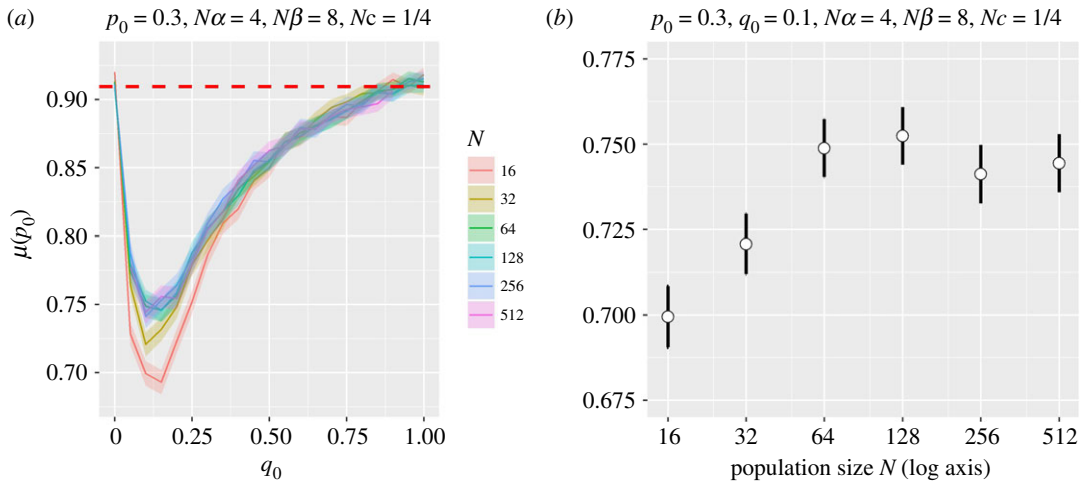 (a) p₀ = 0.3, Nα = 4, Nβ = 8, Nc = 1/4
0.90
0.85
0.80
0.75
0.70
μ(p₀)
0 0.25 0.50 0.75 1.00
q₀
N
16
32
64
128
256
512
(b) p₀ = 0.3, q₀ = 0.1, Nα = 4, Nβ = 8, Nc = 1/4
0.775
0.750
0.725
0.700
0.675
16 32 64 128 256 512
population size N (log axis)